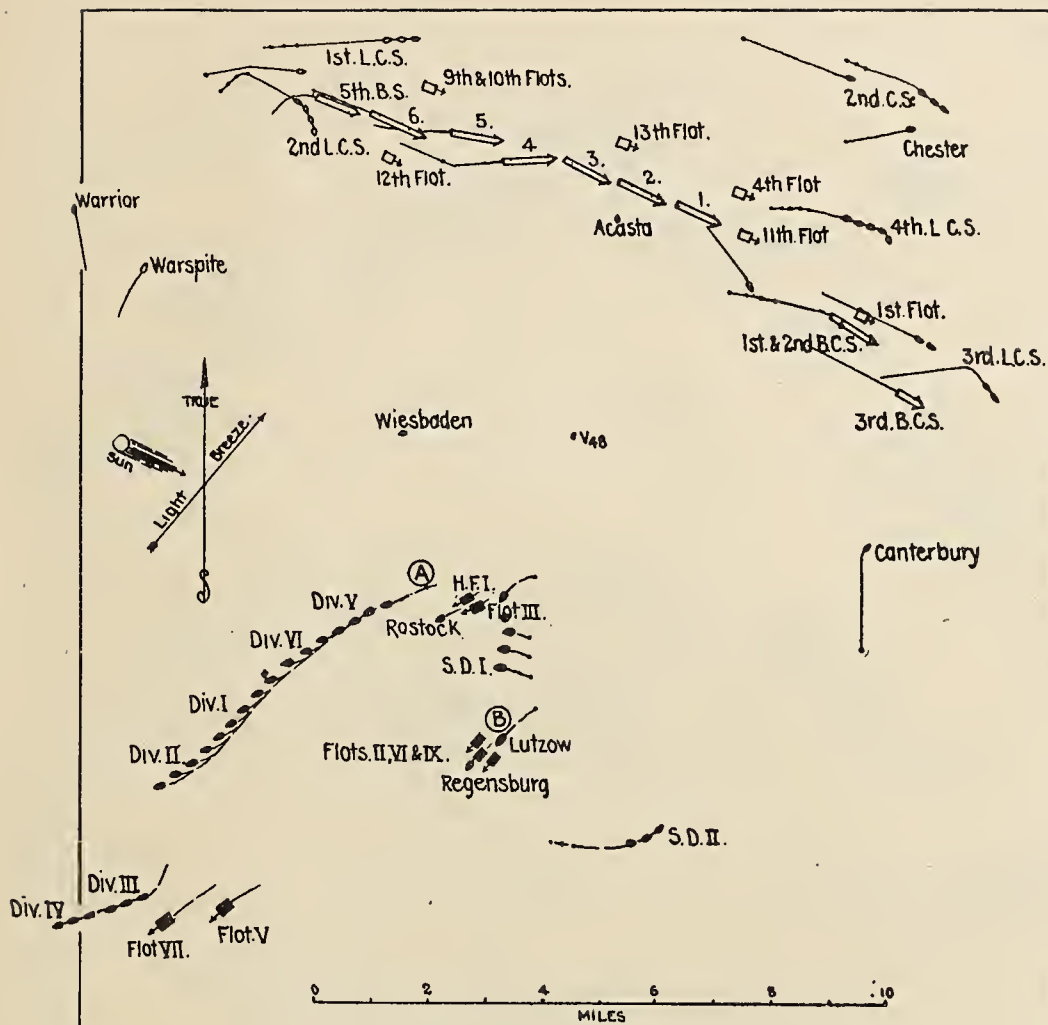 1st. L.C.S.
9th & 10th Flots.
5th. B.S.
6.
5.
2nd. L.C.S.
12th Flot.
4.
3.
13th Flot.
2.
1.
2nd. C.S.
Chester
4th Flot
4th. L.C.S.
11th. Flot
Acasta
Warrior
Warspite
1st. Flot.
1st. & 2nd. B.C.S.
3rd. L.C.S.
3rd. B.C.S.
TRUE
Sun
Light Breeze.
Wiesbaden
V48
Canterbury
A
H.F.I.
Div. V
Flot III.
Rostock
Div. VI
S.D.I.
Div. I
B
Div. II.
Flots. II, VI & IX.
Lutzow
Regensburg
S.D.II.
Div. III.
Div. IV
Flot VII.
Flot. V
0 2 4 6 8 10
MILES